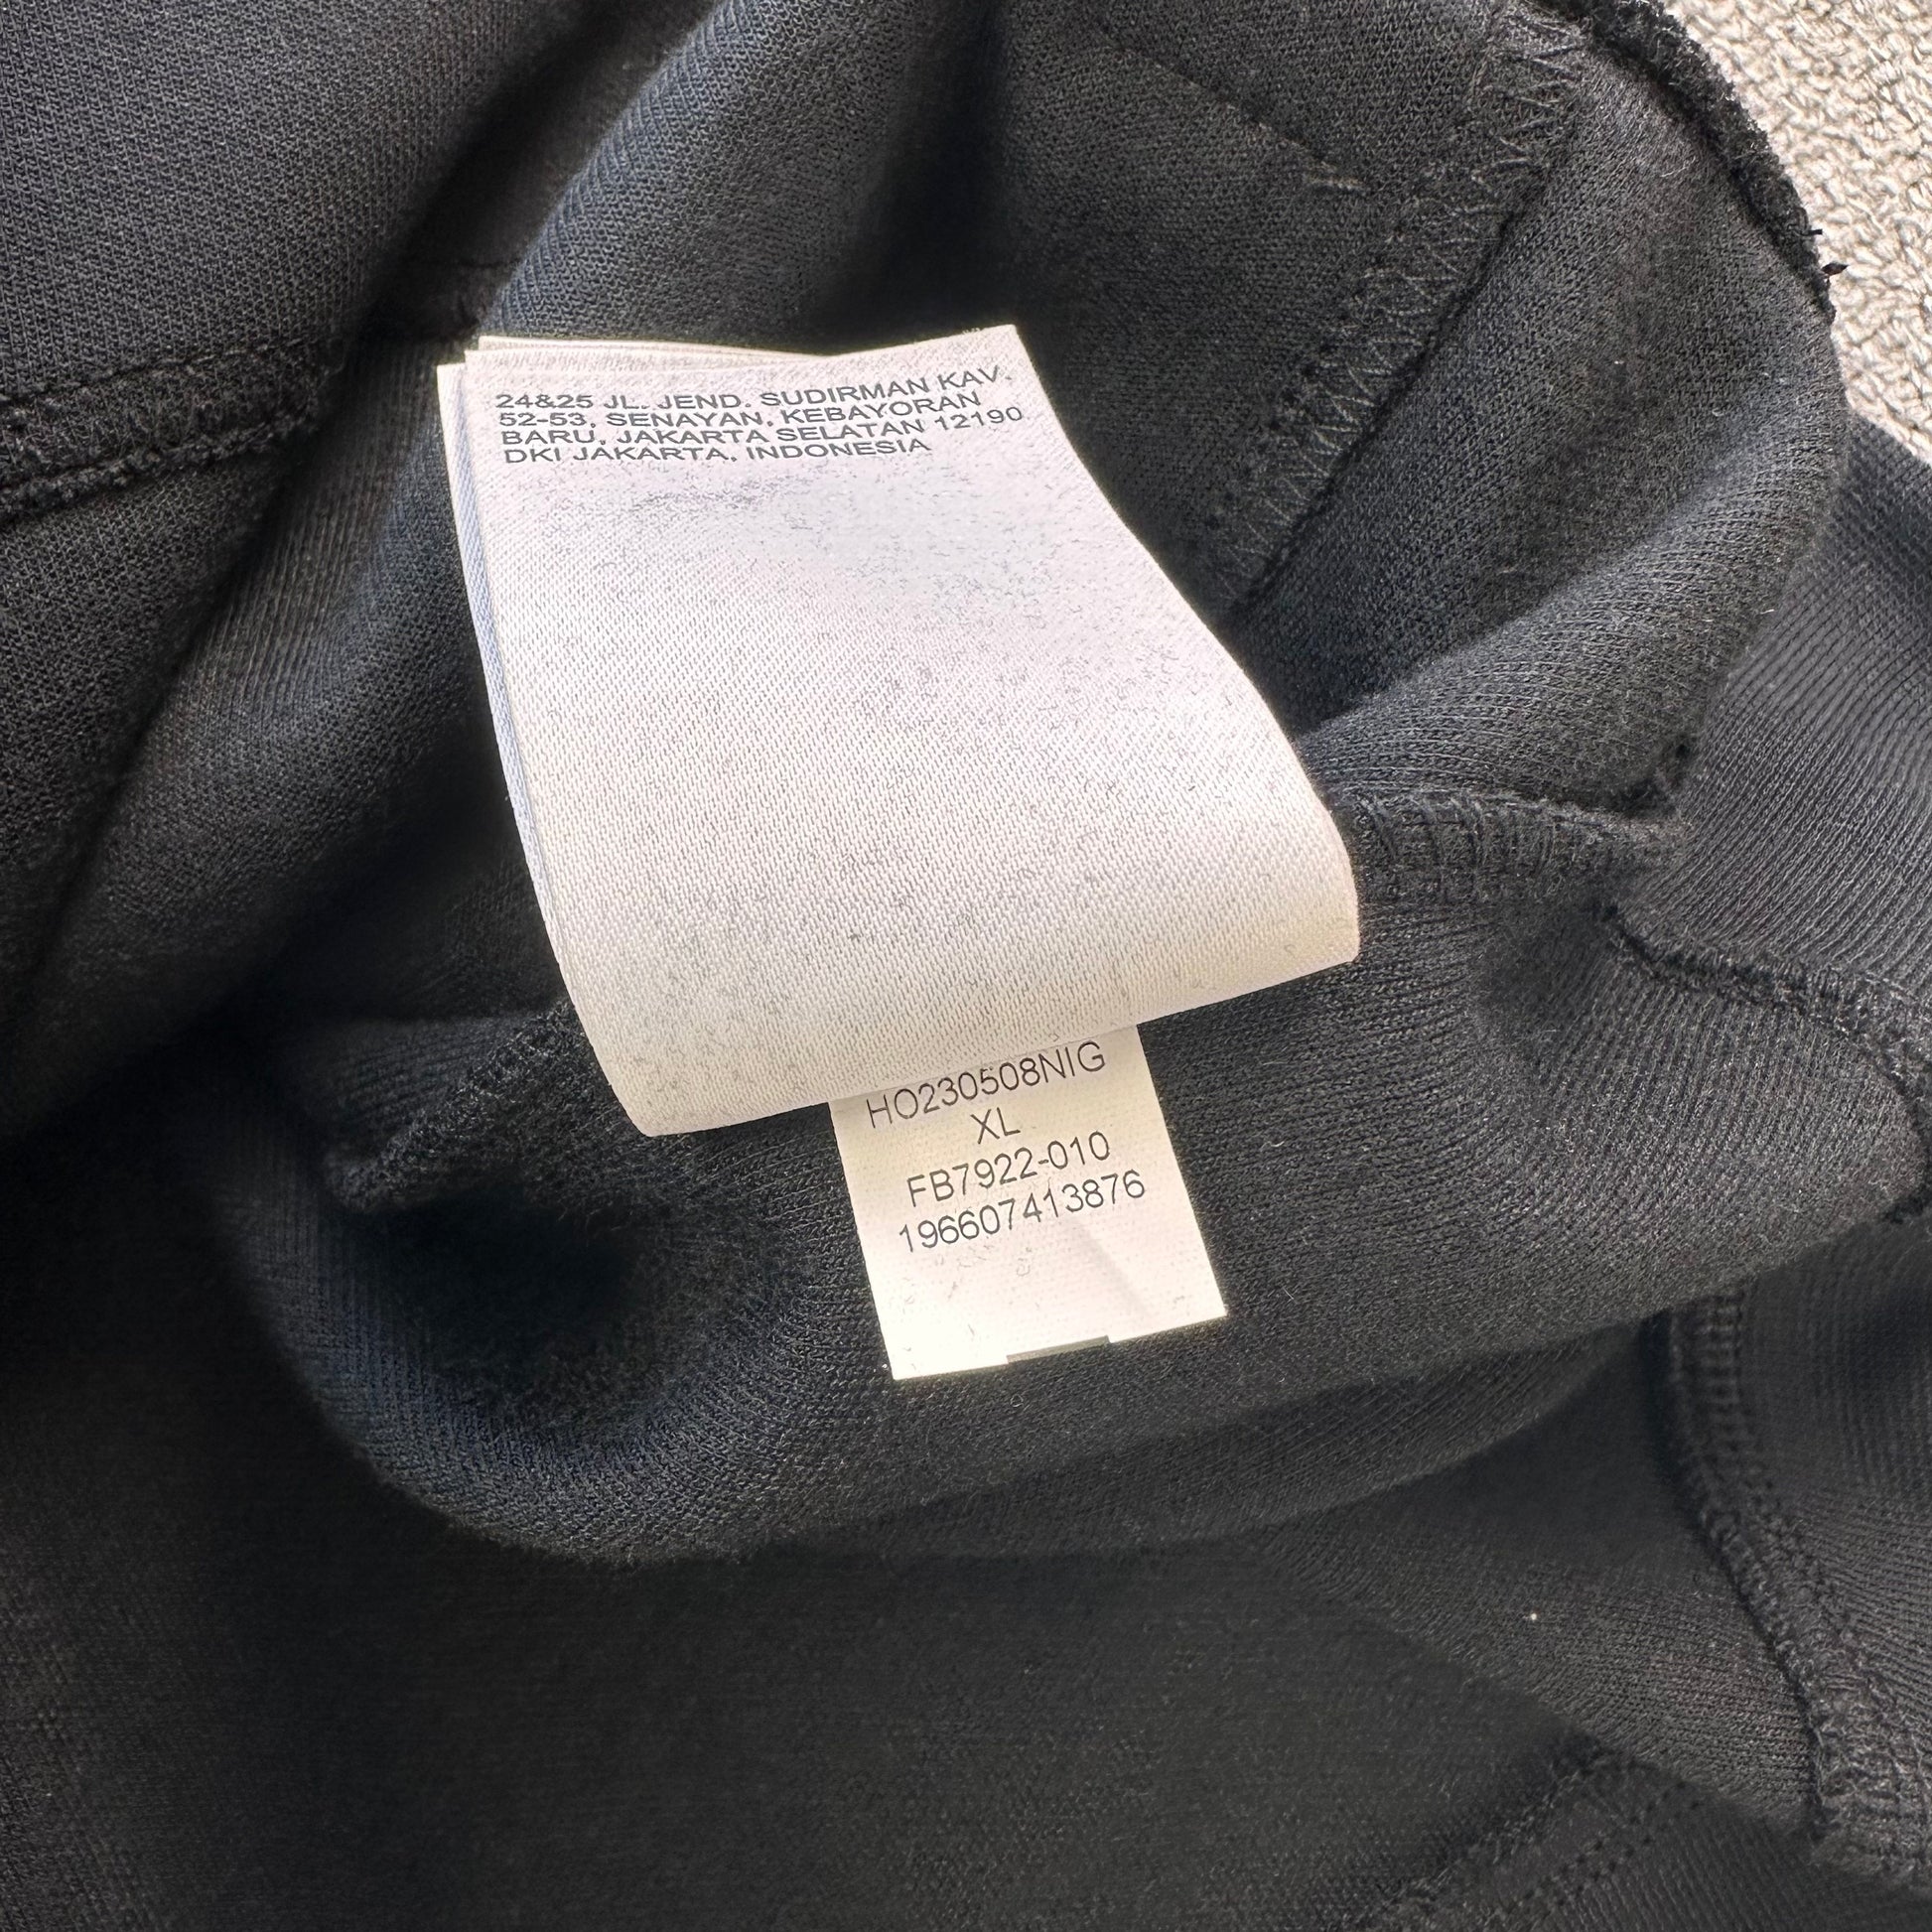 24&25 JL. JEND. SUDIRMAN KAV.
52-53, SENAYAN, KEBAYORAN
BARU, JAKARTA SELATAN 12190
DKI JAKARTA, INDONESIA
HO230508NIG
XL
FB7922-010
196607413876